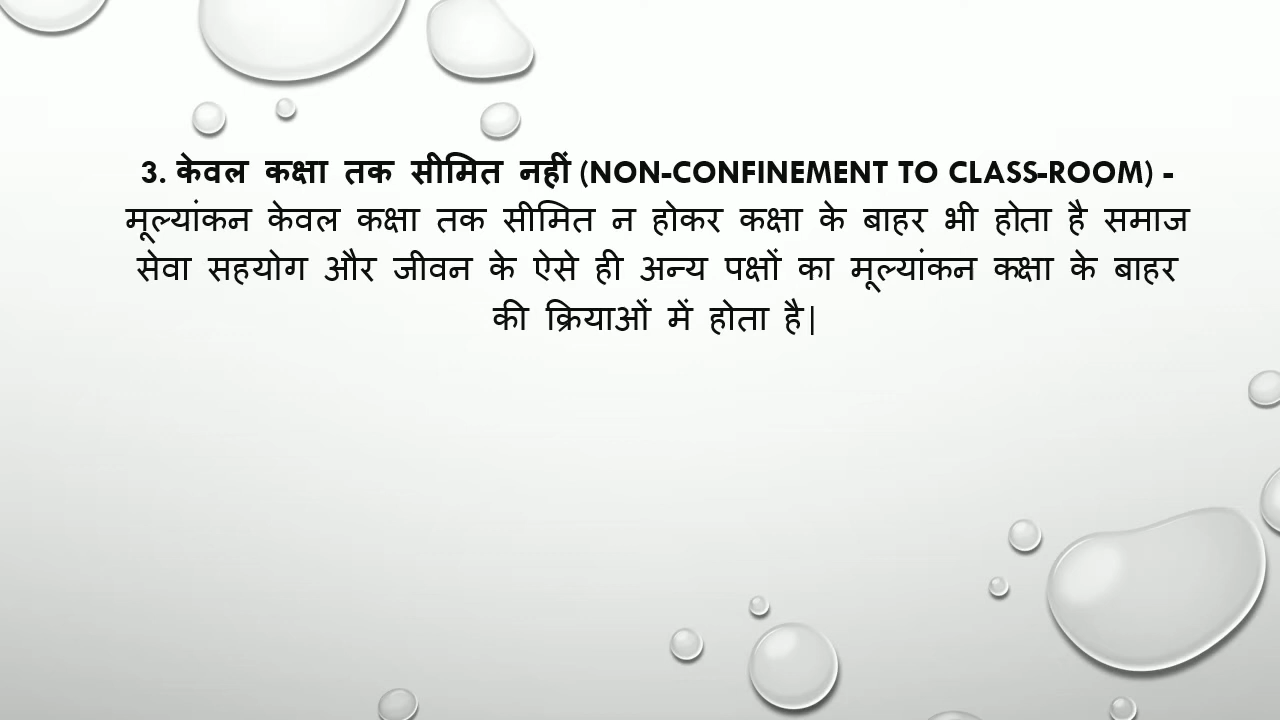 3. केवल कक्षा तक सीमित नहीं (NON-CONFINEMENT TO CLASS-ROOM) -
मूल्यांकन केवल कक्षा तक सीमित न होकर कक्षा के बाहर भी होता है समाज
सेवा सहयोग और जीवन के ऐसे ही अन्य पक्षों का मूल्यांकन कक्षा के बाहर
की क्रियाओं में होता है|